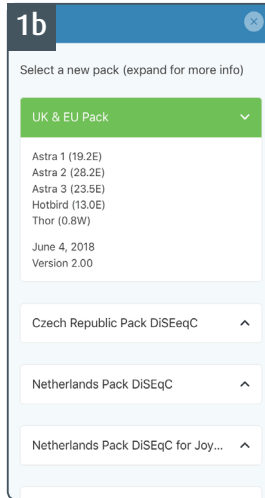 1b
Select a new pack (expand for more info)
UK & EU Pack
Astra 1 (19.2E)
Astra 2 (28.2E)
Astra 3 (23.5E)
Hotbird (13.0E)
Thor (0.8W)
June 4, 2018
Version 2.00
Czech Republic Pack DiSEeqC
Netherlands Pack DiSEqC
Netherlands Pack DiSEqC for Joy...